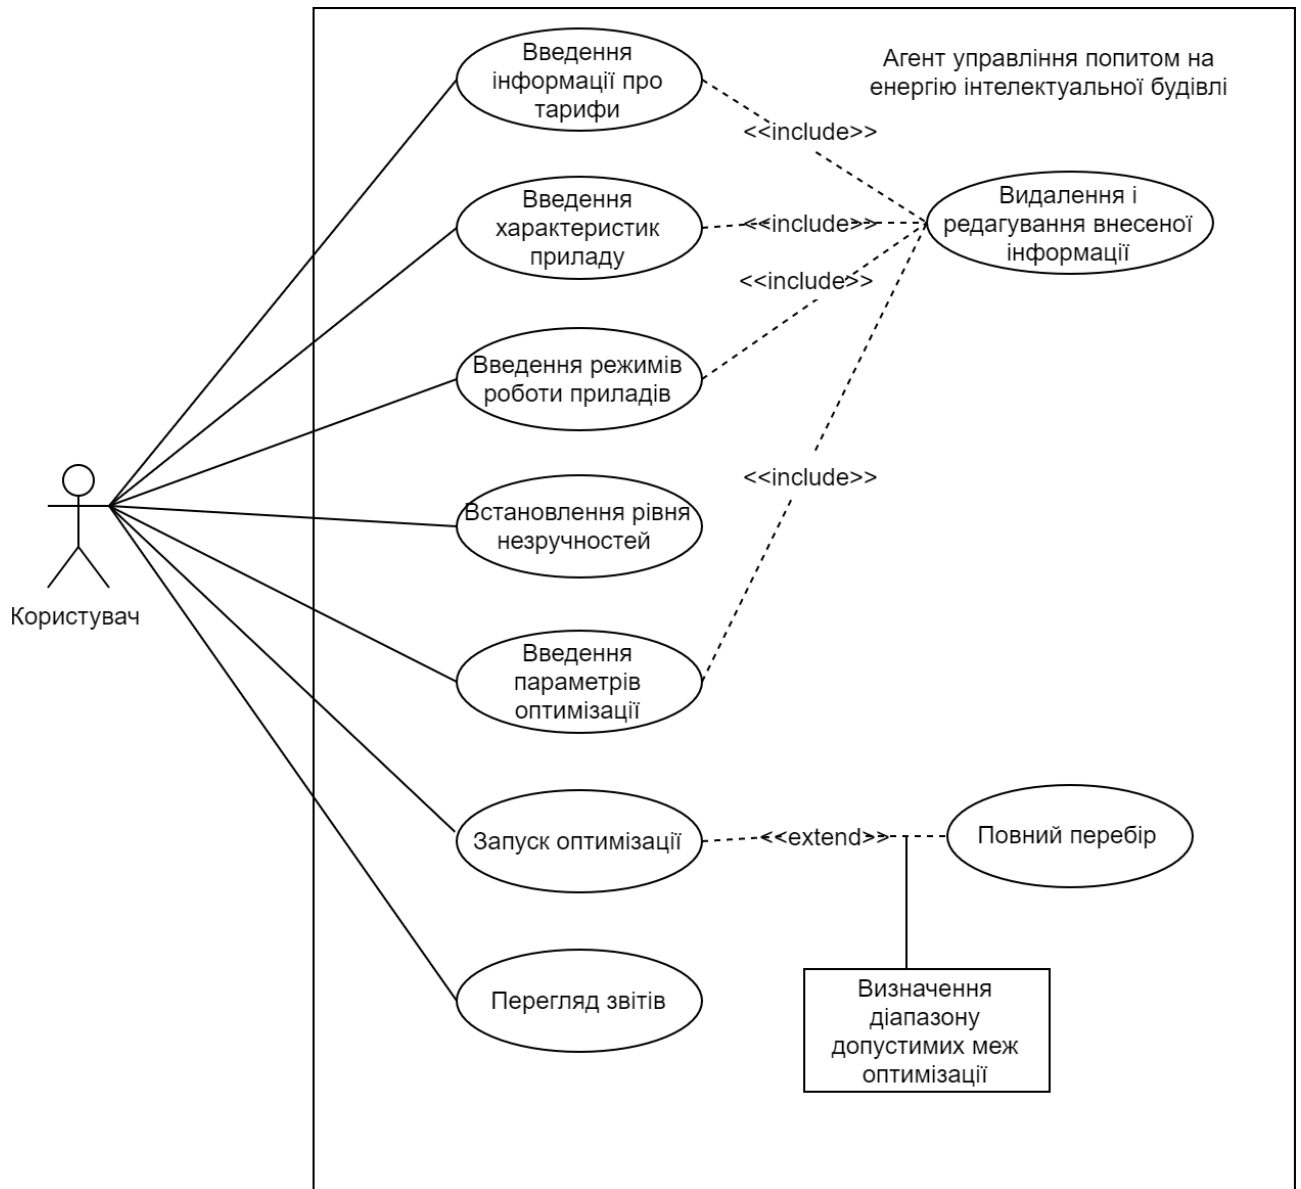 Введення
інформації про
тарифи
Агент управління попитом на
енергію інтелектуальної будівлі
<<include>>
Введення
характеристик
приладу
<<include>>
Видалення і
редагування внесеної
інформації
<<include>>
Введення режимів
роботи приладів
Встановлення рівня
незручностей
<<include>>
Користувач
Введення
параметрів
оптимізації
Запуск оптимізації
<<extend>>
Повний перебір
Перегляд звітів
Визначення
діапазону
допустимих меж
оптимізації